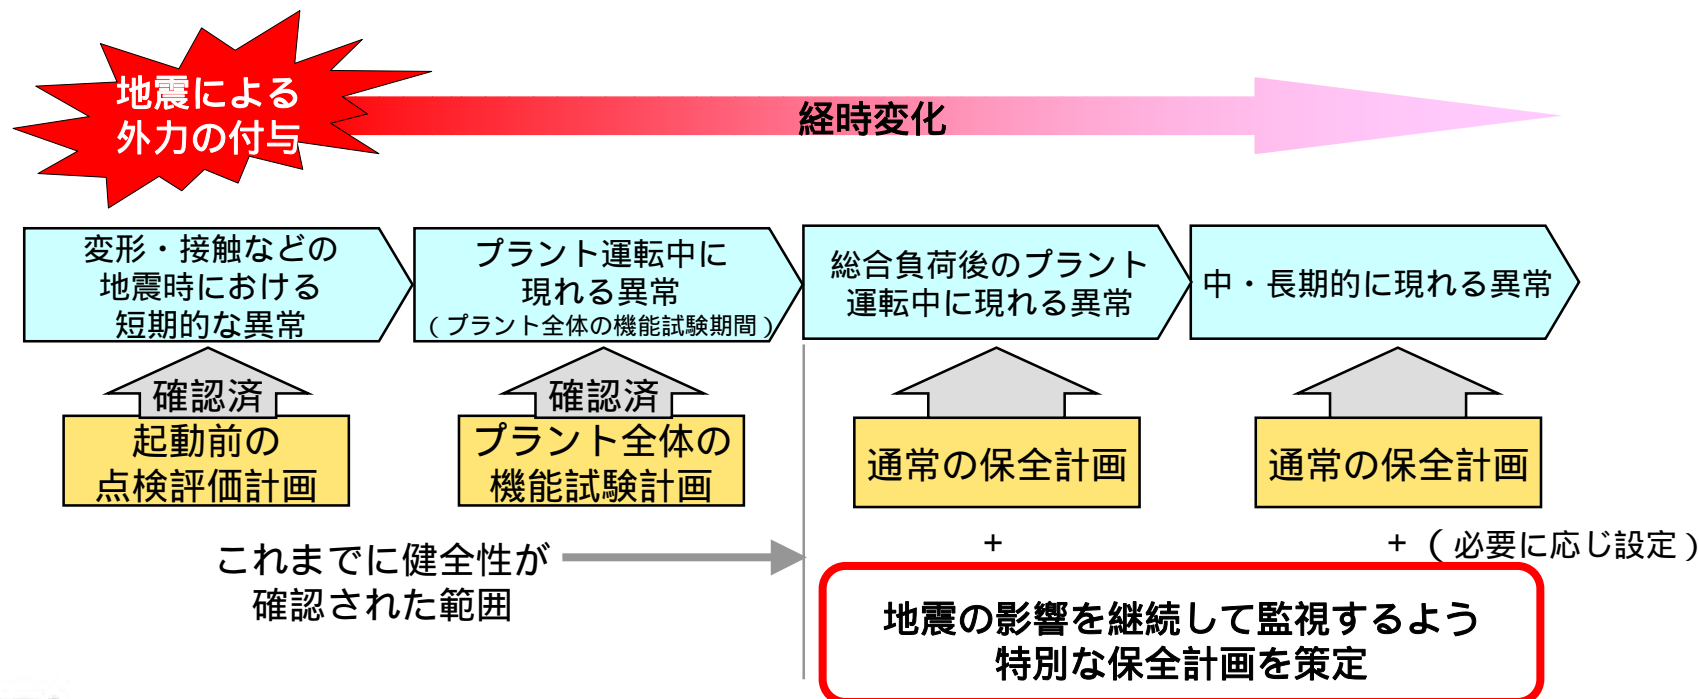 地震による
外力の付与
経時変化
変形・接触などの
地震時における
短期的な異常
プラント運転中に
現れる異常
（プラント全体の機能試験期間）
総合負荷後のプラント
運転中に現れる異常
中・長期的に現れる異常
確認済
確認済
起動前の
点検評価計画
プラント全体の
機能試験計画
通常の保全計画
通常の保全計画
+
+（必要に応じ設定）
これまでに健全性が
確認された範囲
地震の影響を継続して監視するよう
特別な保全計画を策定